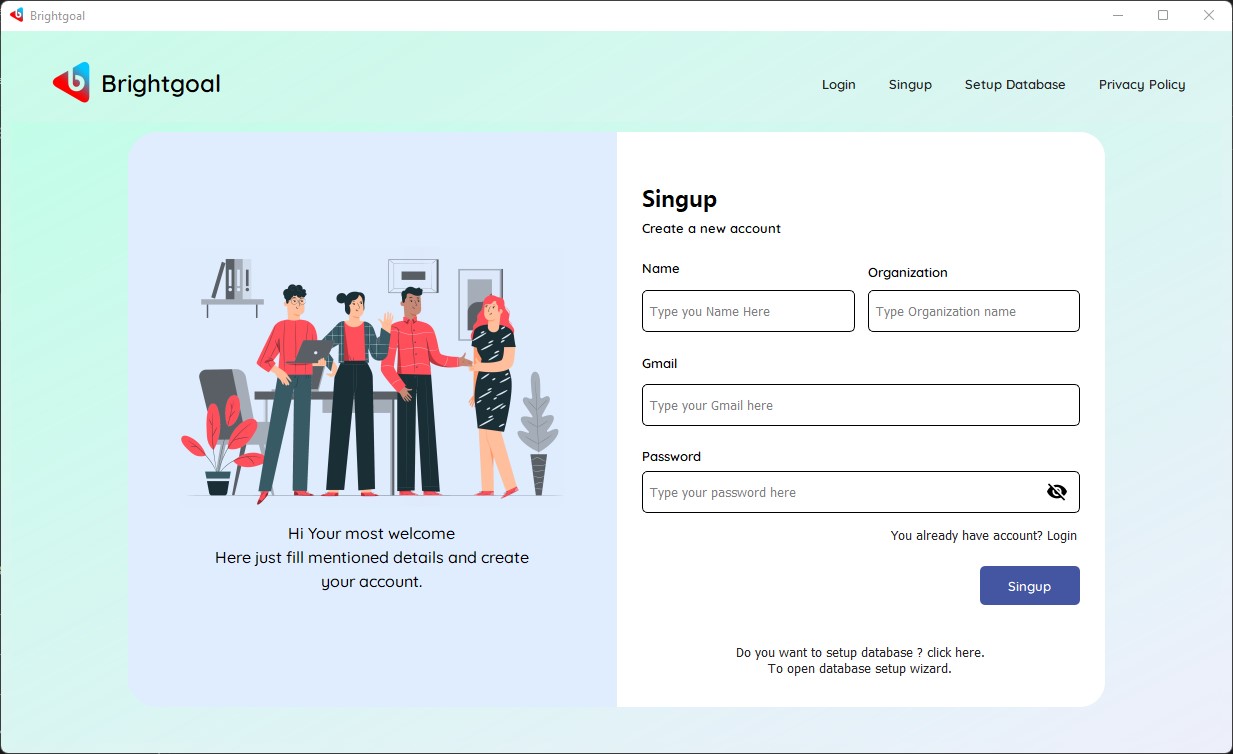 Brightgoal
Brightgoal
Login Singup Setup Database Privacy Policy
Singup
Create a new account
Name Organization
Type you Name Here Type Organization name
Gmail
Type your Gmail here
Password
Type your password here
You already have account? Login
Singup
Do you want to setup database ? click here.
To open database setup wizard.
Hi Your most welcome
Here just fill mentioned details and create
your account.